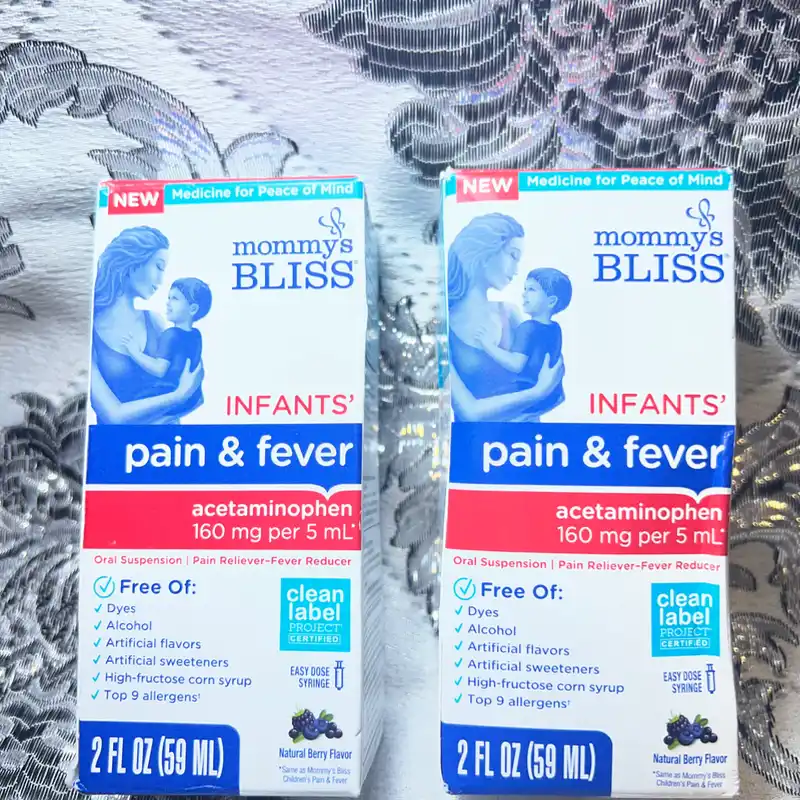 NEW Medicine for Peace of Mind
mommy's
BLISS
INFANTS'
pain & fever
acetaminophen
160 mg per 5 mL*
Oral Suspension | Pain Reliever-Fever Reducer
Free Of:
Dyes
Alcohol
Artificial flavors
Artificial sweeteners
High-fructose corn syrup
Top 9 allergens†
clean
label
PROJECT
CERTIFIED
EASY DOSE
SYRINGE
2 FL OZ (59 ML)
Natural Berry Flavor
*Same as Mommy's Bliss
Children's Pain & Fever
NEW Medicine for Peace of Mind
mommy's
BLISS
INFANTS'
pain & fever
acetaminophen
160 mg per 5 mL*
Oral Suspension | Pain Reliever-Fever Reducer
Free Of:
Dyes
Alcohol
Artificial flavors
Artificial sweeteners
High-fructose corn syrup
Top 9 allergens†
clean
label
PROJECT
CERTIFIED
EASY DOSE
SYRINGE
2 FL OZ (59 ML)
Natural Berry Flavor
*Same as Mommy's Bliss
Children's Pain & Fever